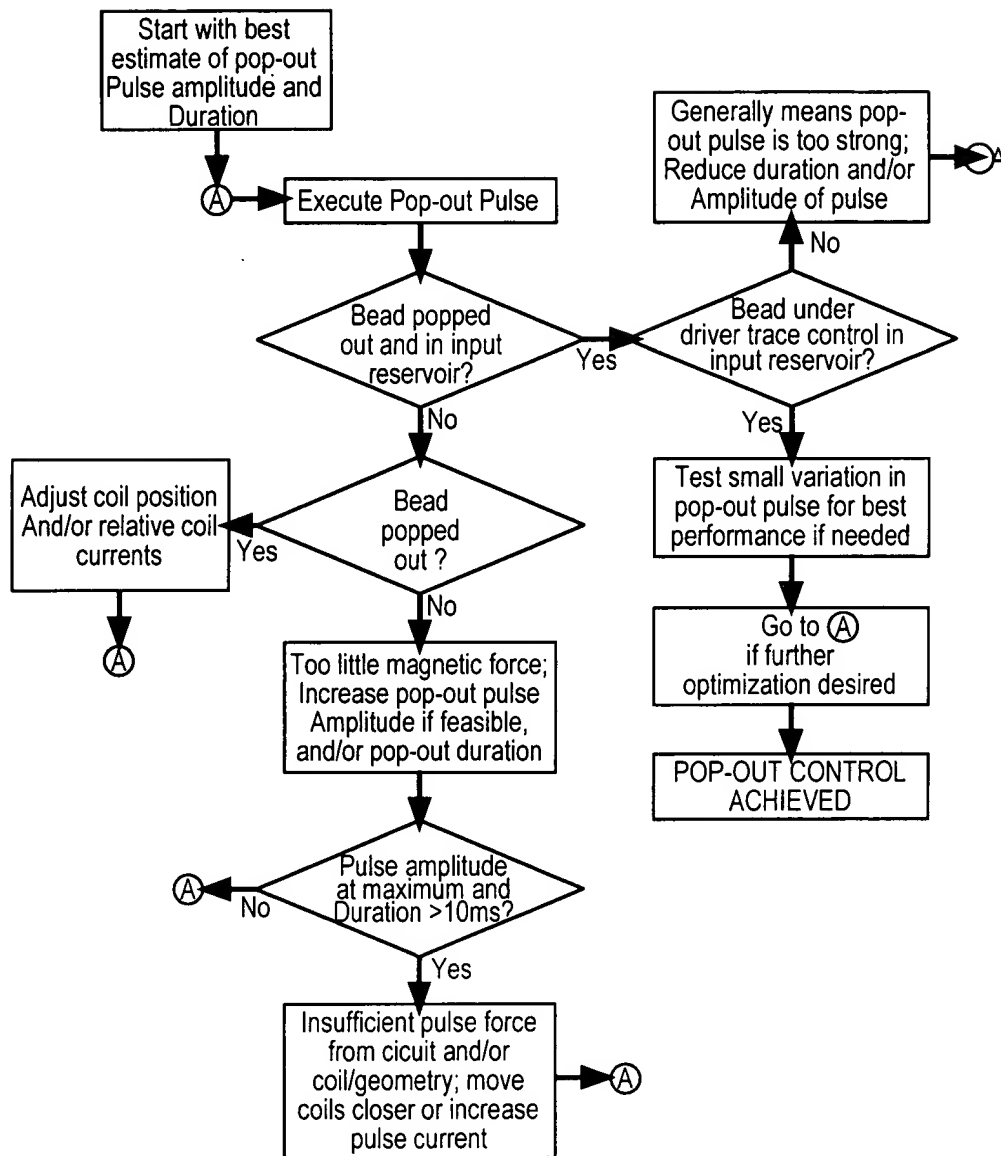 Start with best
estimate of pop-out
Pulse amplitude and
Duration
A
Execute Pop-out Pulse
Generally means pop-
out pulse is too strong;
Reduce duration and/or
Amplitude of pulse
A
No
Bead popped
out and in input
reservoir?
Yes
Bead under
driver trace control in
input reservoir?
No
Yes
Adjust coil position
And/or relative coil
currents
Yes
A
Bead
popped
out ?
No
Test small variation in
pop-out pulse for best
performance if needed
Go to A
if further
optimization desired
POP-OUT CONTROL
ACHIEVED
Too little magnetic force;
Increase pop-out pulse
Amplitude if feasible,
and/or pop-out duration
Pulse amplitude
at maximum and
Duration >10ms?
A
No
Yes
Insufficient pulse force
from cicuit and/or
coil/geometry; move
coils closer or increase
pulse current
A